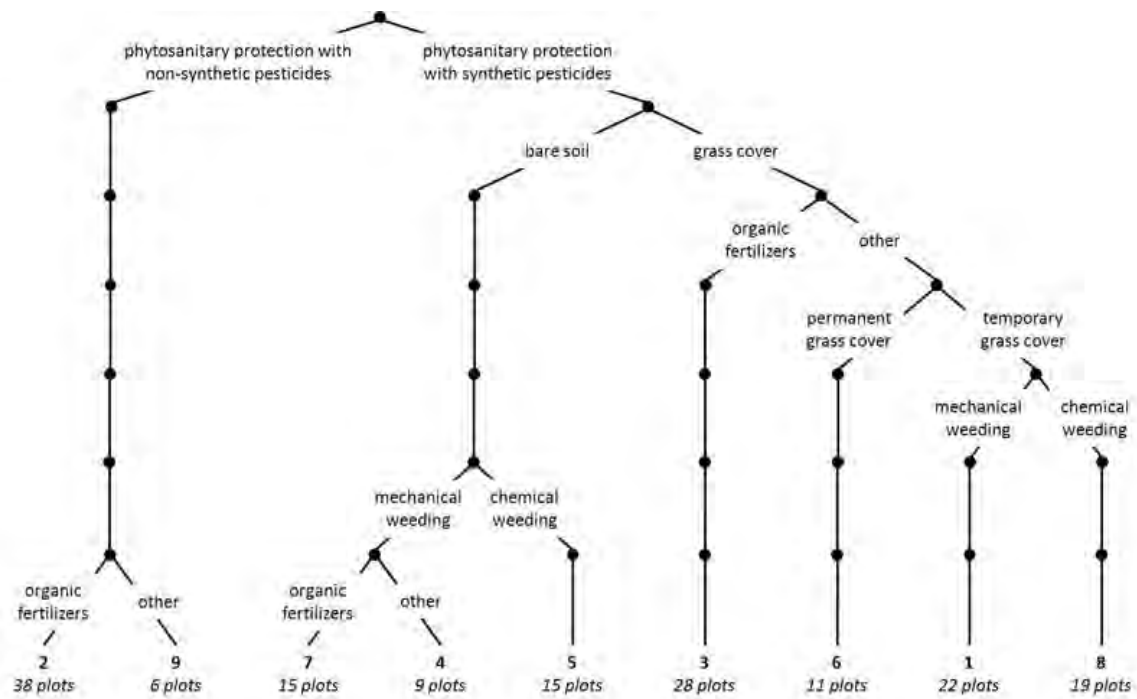 phytosanitary protection with
non-synthetic pesticides
phytosanitary protection
with synthetic pesticides
bare soil
grass cover
organic
fertilizers
other
permanent
grass cover
temporary
grass cover
mechanical
weeding
chemical
weeding
mechanical
weeding
chemical
weeding
organic
fertilizers
other
organic
fertilizers
other
2 9 7 4 5 3 6 1 8
38 plots 6 plots 15 plots 9 plots 15 plots 28 plots 11 plots 22 plots 19 plots